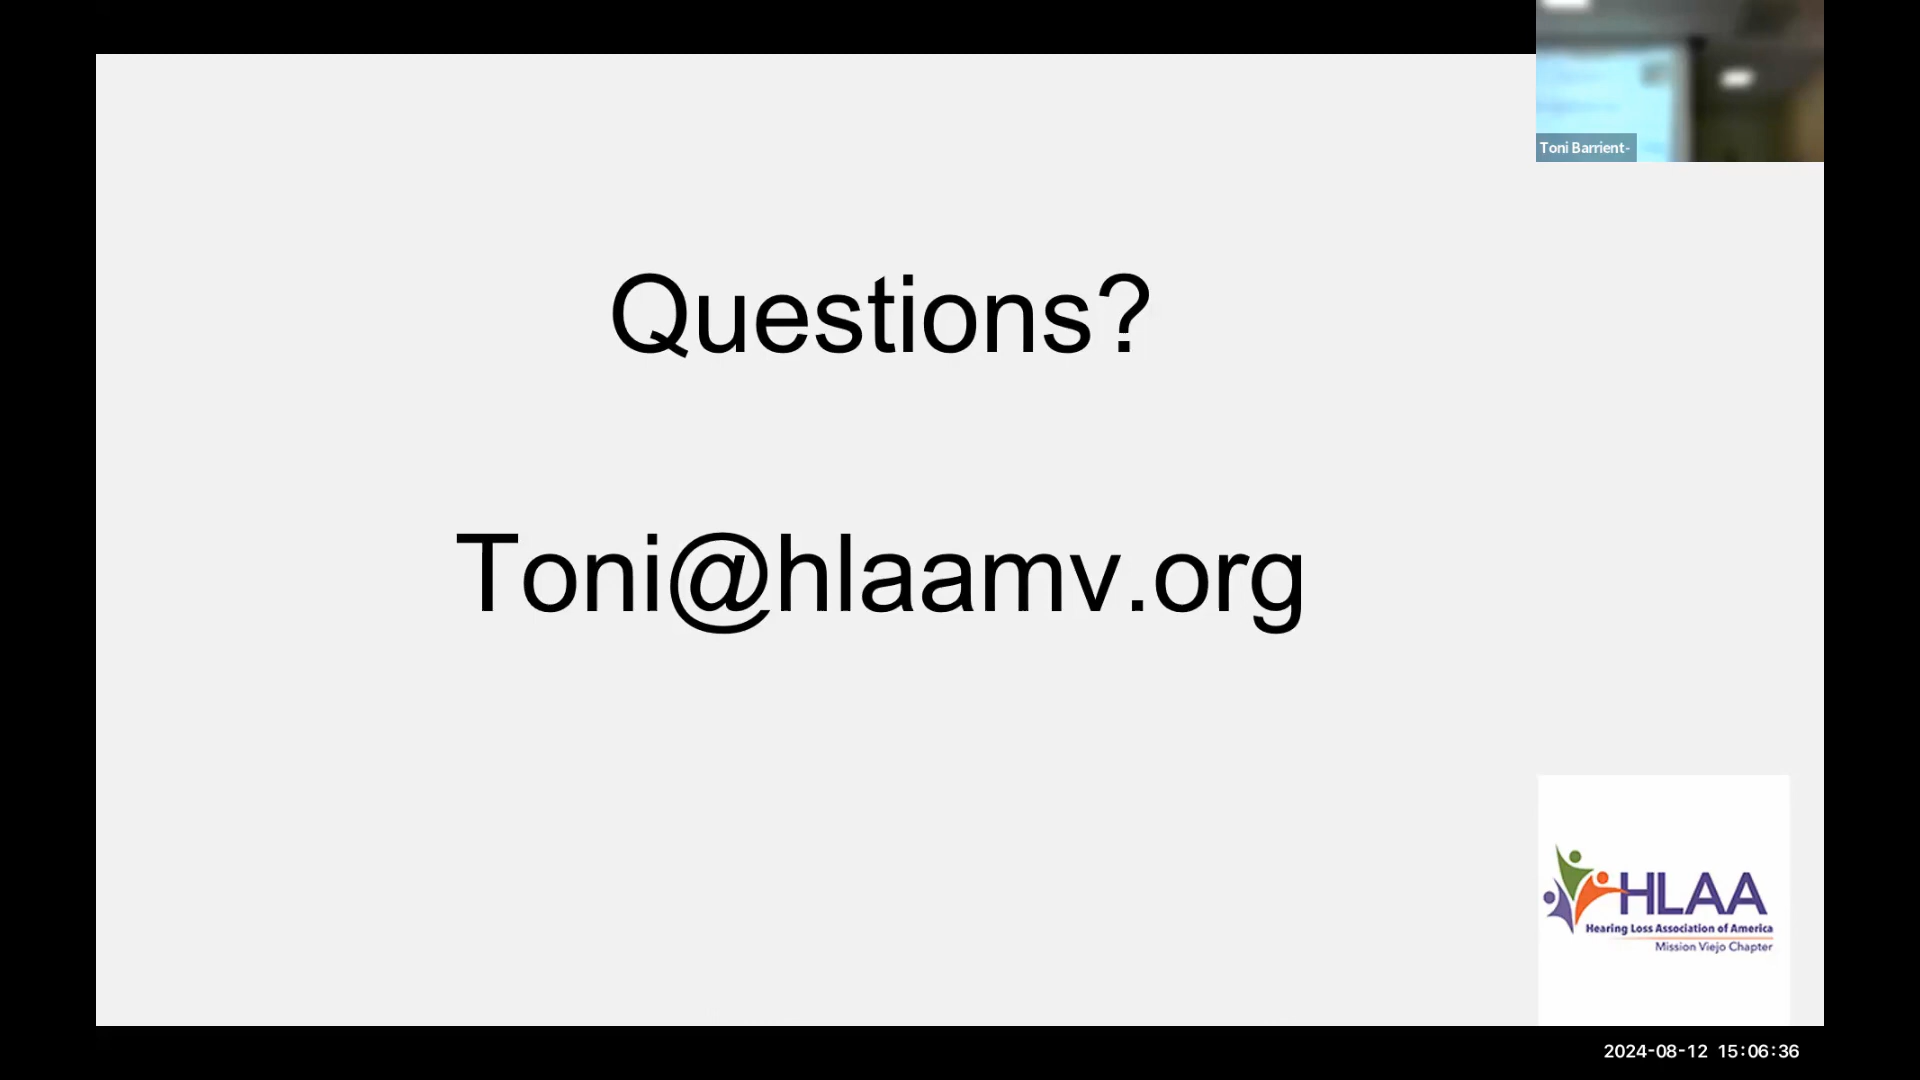 Toni Barrient-
Questions?
Toni@hlaamv.org
HLAA
Hearing Loss Association of America
Mission Viejo Chapter
2024-08-12 15:06:36